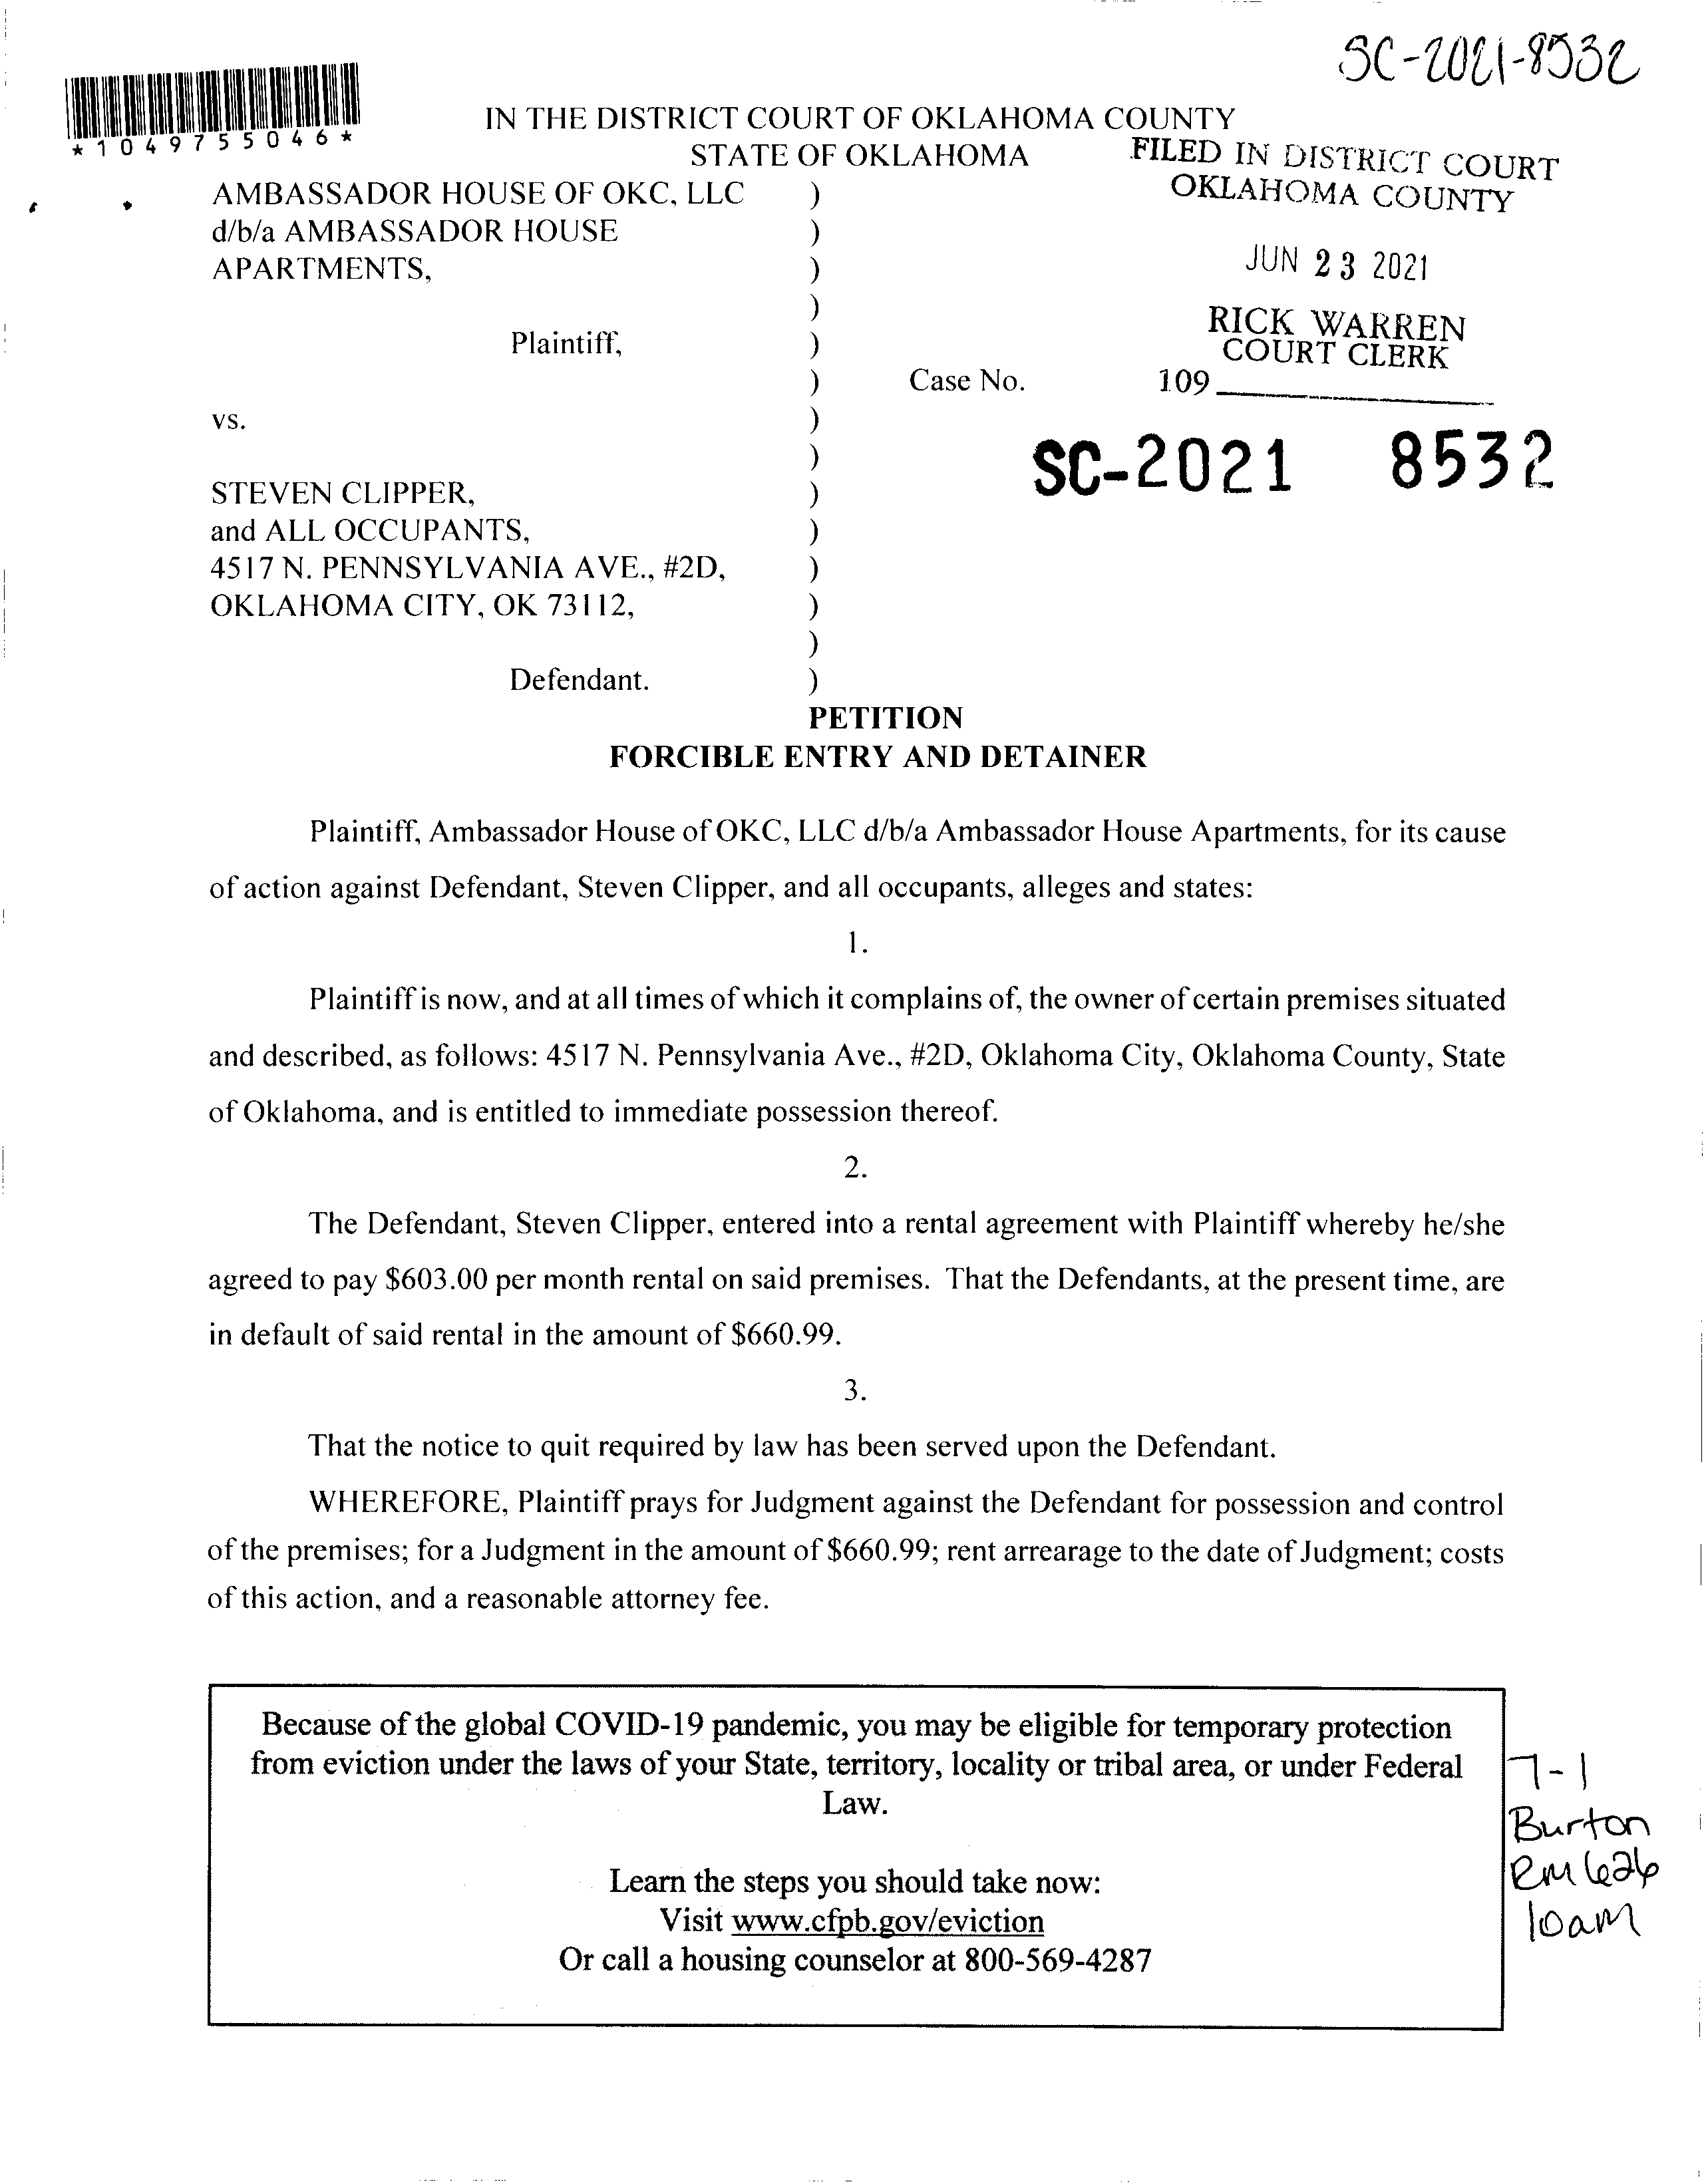 SC-2021-8532
*1049755046*
IN THE DISTRICT COURT OF OKLAHOMA COUNTY
STATE OF OKLAHOMA
FILED IN DISTRICT COURT
OKLAHOMA COUNTY
JUN 23 2021
RICK WARREN
COURT CLERK
109
AMBASSADOR HOUSE OF OKC, LLC )
d/b/a AMBASSADOR HOUSE )
APARTMENTS, )
)
Plaintiff, )
) Case No.
vs. )
)
SC-2021 8532
STEVEN CLIPPER, )
and ALL OCCUPANTS, )
4517 N. PENNSYLVANIA AVE., #2D, )
OKLAHOMA CITY, OK 73112, )
)
Defendant. )
PETITION
FORCIBLE ENTRY AND DETAINER
Plaintiff, Ambassador House of OKC, LLC d/b/a Ambassador House Apartments, for its cause
of action against Defendant, Steven Clipper, and all occupants, alleges and states:
1.
Plaintiff is now, and at all times of which it complains of, the owner of certain premises situated
and described, as follows: 4517 N. Pennsylvania Ave., #2D, Oklahoma City, Oklahoma County, State
of Oklahoma, and is entitled to immediate possession thereof.
2.
The Defendant, Steven Clipper, entered into a rental agreement with Plaintiff whereby he/she
agreed to pay $603.00 per month rental on said premises. That the Defendants, at the present time, are
in default of said rental in the amount of $660.99.
3.
That the notice to quit required by law has been served upon the Defendant.
WHEREFORE, Plaintiff prays for Judgment against the Defendant for possession and control
of the premises; for a Judgment in the amount of $660.99; rent arrearage to the date of Judgment; costs
of this action, and a reasonable attorney fee.
Because of the global COVID-19 pandemic, you may be eligible for temporary protection
from eviction under the laws of your State, territory, locality or tribal area, or under Federal
Law.
Learn the steps you should take now:
Visit www.cfpb.gov/eviction
Or call a housing counselor at 800-569-4287
7-1
Burton
Rm 626
10am